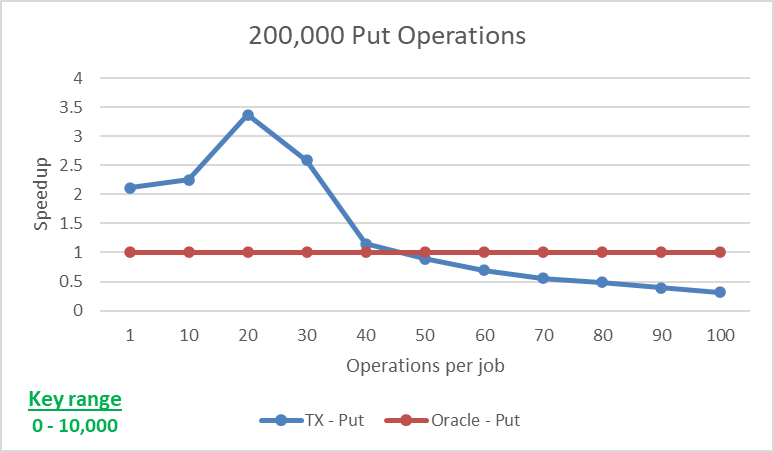 200,000 Put Operations
4
3.5
3
2.5
2
1.5
1
0.5
0
Speedup
1 10 20 30 40 50 60 70 80 90 100
Operations per job
Key range
0 - 10,000
TX - Put Oracle - Put